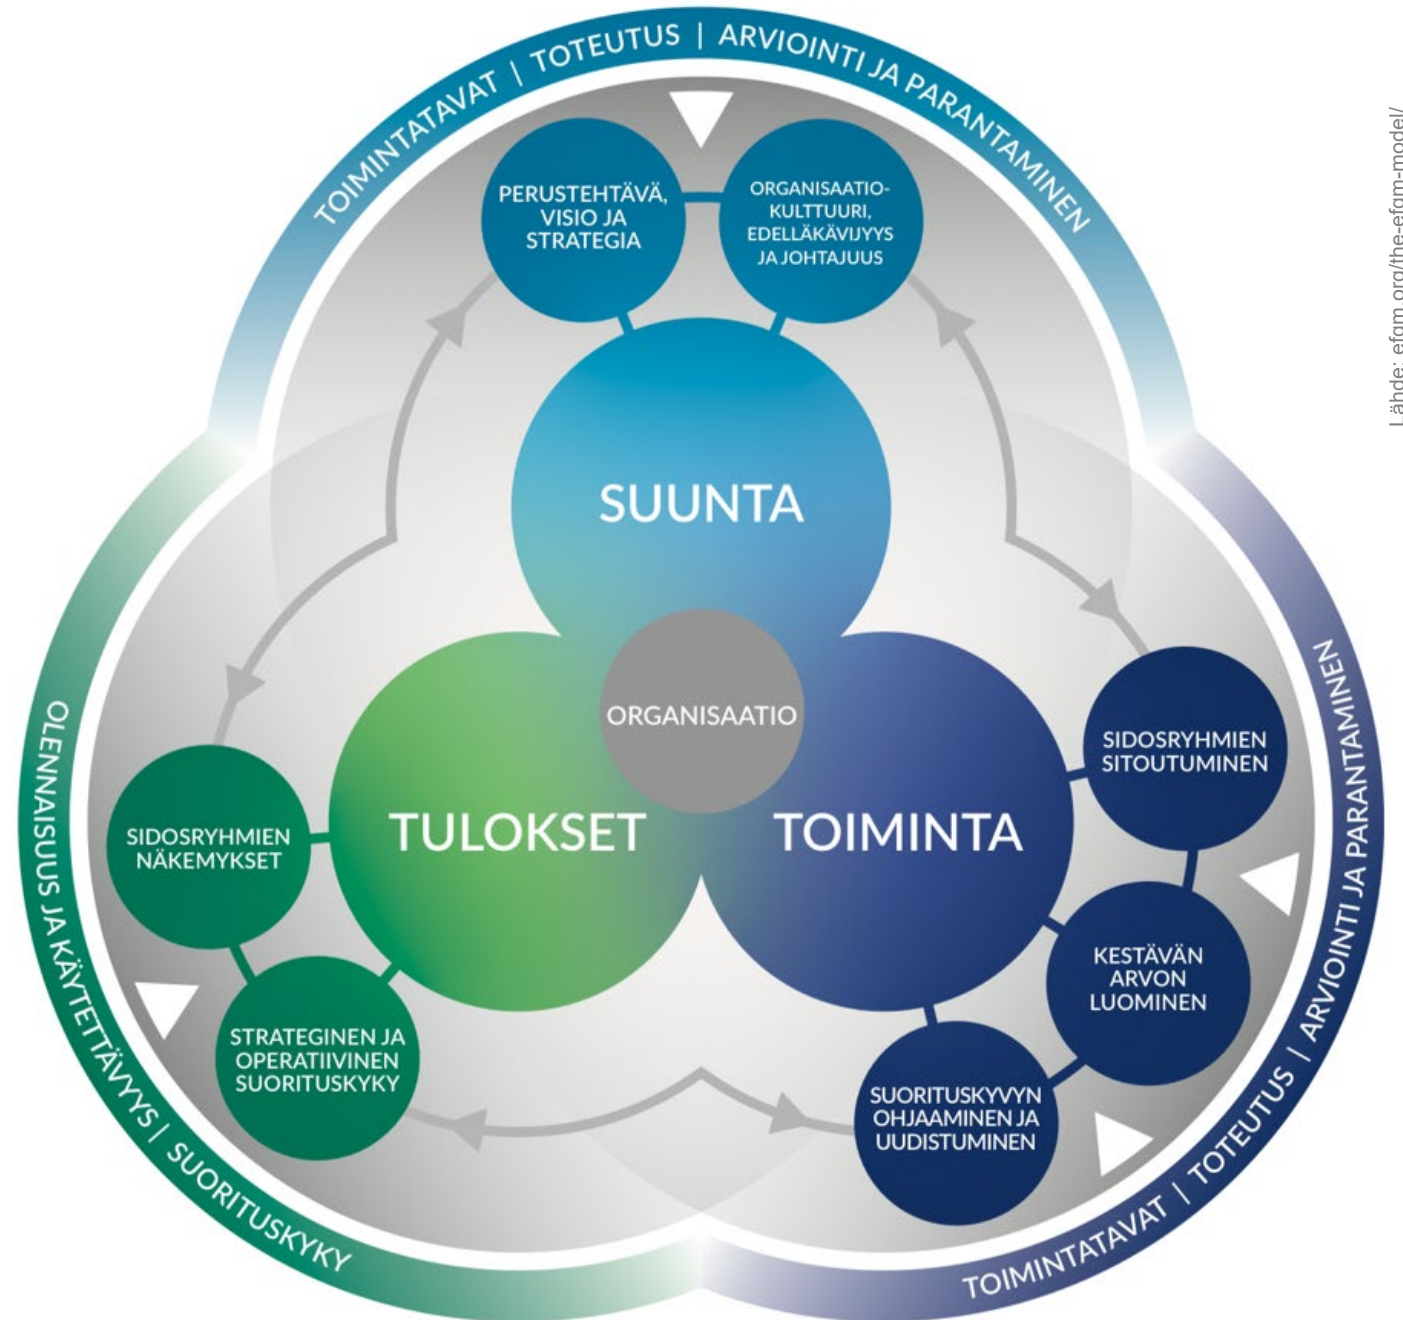 TOIMINTATAVAT | TOTEUTUS | ARVIOINTI JA PARANTAMINEN
PERUSTEHTÄVÄ,
VISIO JA
STRATEGIA
ORGANISAATIO-
KULTTUURI,
EDELLÄKÄVIJYYS
JA JOHTAJUUS
SUUNTA
ORGANISAATIO
TULOKSET
TOIMINTA
SIDOSRYHMIEN
NÄKEMYKSET
STRATEGINEN JA
OPERATIIVINEN
SUORITUSKYKY
SIDOSRYHMIEN
SITOUTUMINEN
KESTÄVÄN
ARVON
LUOMINEN
SUORITUSKYVYN
OHJAAMINEN JA
UUDISTUMINEN
OLENNAISUUS JA KÄYTETTÄVYYS | SUORITUSKYKY
TOIMINTATAVAT | TOTEUTUS | ARVIOINTI JA PARANTAMINEN
Lähde: efqm.org/the-efqm-model/